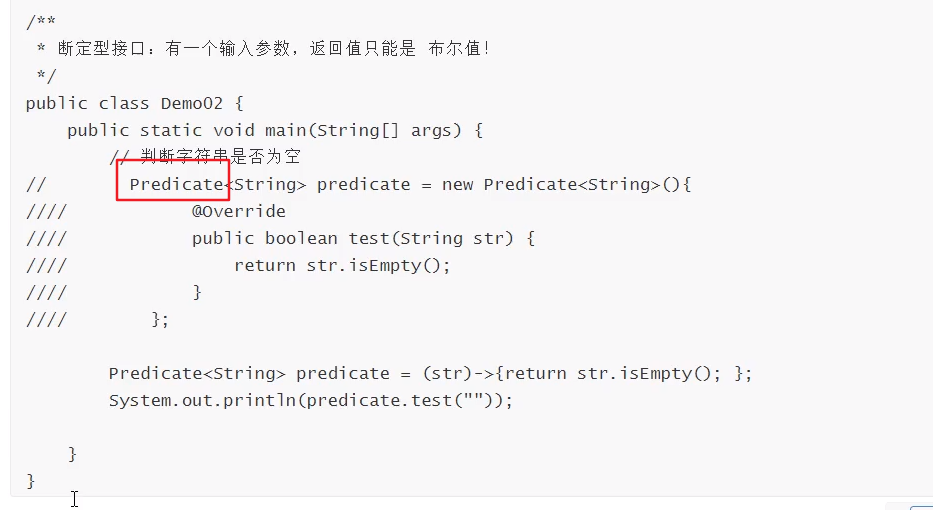 /**
 * 断定型接口：有一个输入参数，返回值只能是 布尔值！
 */
public class Demo02 {
    public static void main(String[] args) {
        // 判断字符串是否为空
//        Predicate<String> predicate = new Predicate<String>(){
////            @Override
////            public boolean test(String str) {
////                return str.isEmpty();
////            }
////        };
        Predicate<String> predicate = (str)->{return str.isEmpty(); };
        System.out.println(predicate.test(""));
    }
}